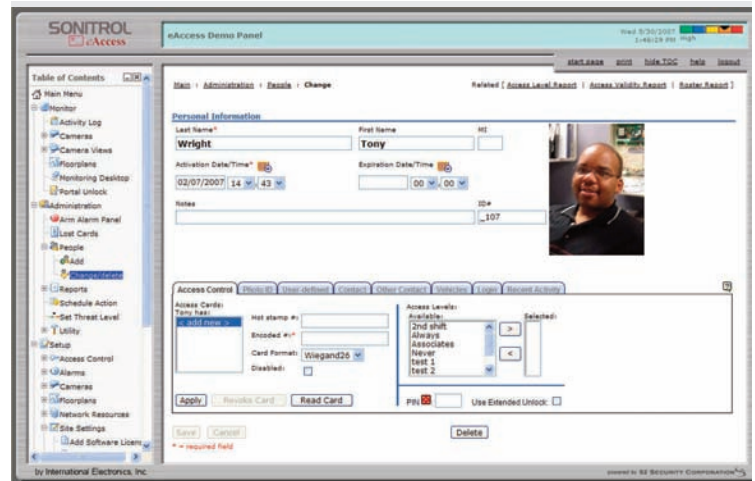 SONITROL
eAccess
eAccess Demo Panel
Wed 5/30/2007
1:46:29 PM
High
start page print hide TOC help logout
Table of Contents
Main Menu
Monitor
Activity Log
Cameras
Camera Views
Floorplans
Monitoring Desktop
Portal Unlock
Administration
Arm Alarm Panel
Lost Cards
People
Add
Change/delete
Reports
Schedule Action
Set Threat Level
Utility
Setup
Access Control
Alarms
Cameras
Floorplans
Network Resources
Site Settings
Add Software Licens
Main : Administration : People : Change
Related [ Access Level Report | Access Validity Report | Roster Report ]
Personal Information
Last Name*
First Name
MI
Wright
Tony
Activation Date/Time*
Expiration Date/Time
02/07/2007 14 : 43
00 : 00
Notes
ID#
_107
Access Control Photo ID User-defined Contact Other Contact Vehicles Login Recent Activity
?
Access Cards:
Tony has:
< add new >
Hot stamp #:
Encoded #:*
Card Format: Wiegand26
Disabled:
Access Levels:
Available:
Selected:
2nd shift
Always
Associates
Never
test 1
test 2
>
<
Apply Revoke Card Read Card
PIN
Use Extended Unlock:
Save Cancel
Delete
* = required field
by International Electronics, Inc.
powered by S2 SECURITY CORPORATION